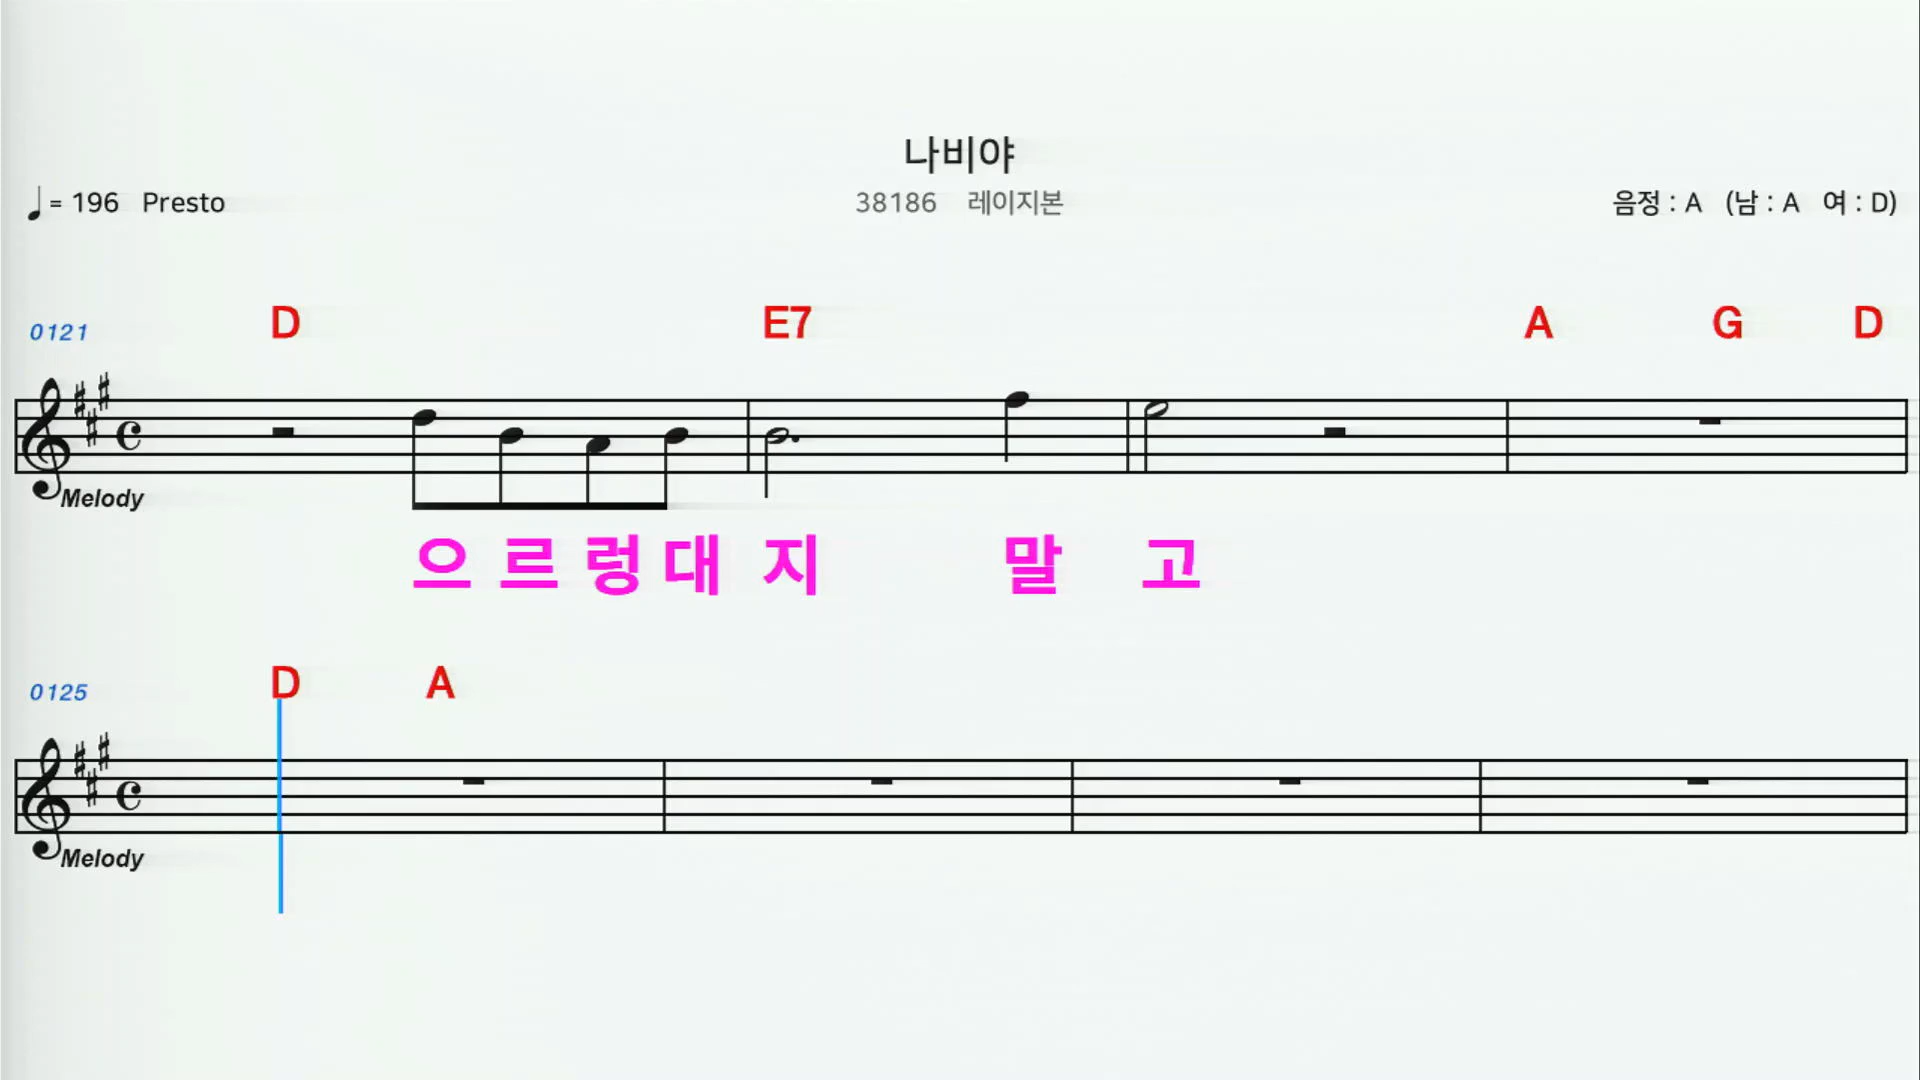 나비야
♩= 196 Presto
38186 레이지본
음정 : A (남 : A 여 : D)
0121 D E7 A G D
Melody
으르렁대지 말고
0125 D A
Melody